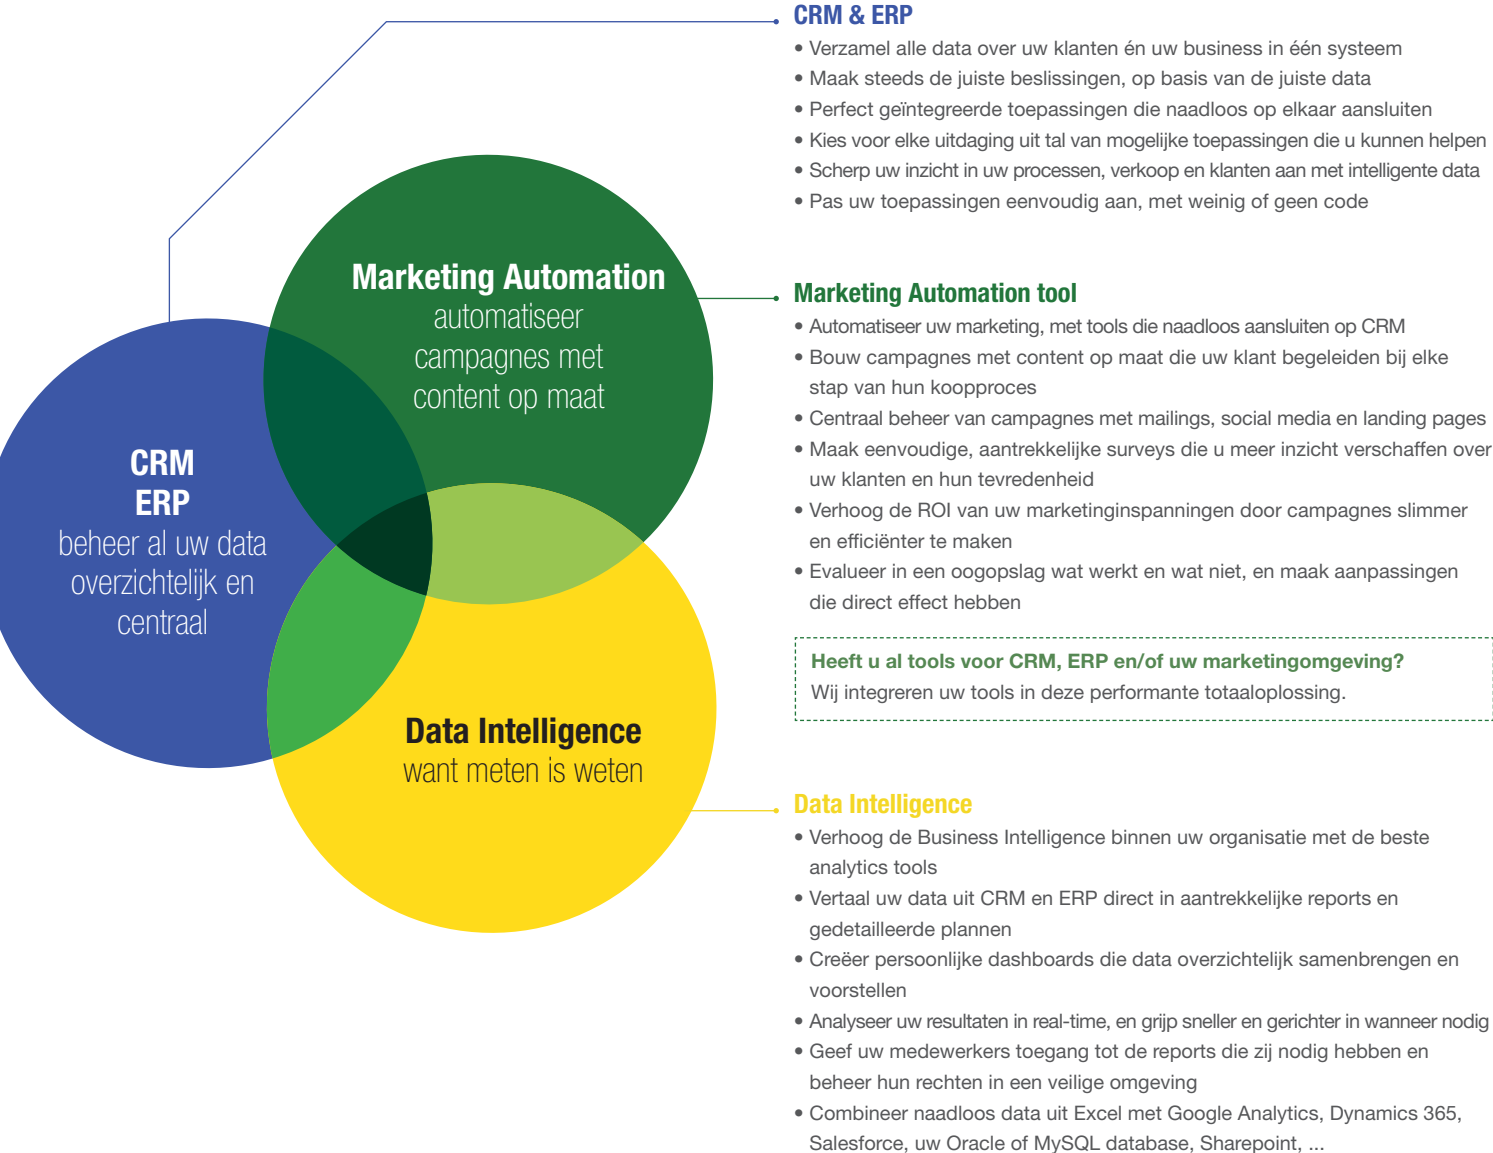 CRM & ERP
• Verzamel alle data over uw klanten én uw business in één systeem
• Maak steeds de juiste beslissingen, op basis van de juiste data
• Perfect geïntegreerde toepassingen die naadloos op elkaar aansluiten
• Kies voor elke uitdaging uit tal van mogelijke toepassingen die u kunnen helpen
• Scherp uw inzicht in uw processen, verkoop en klanten aan met intelligente data
• Pas uw toepassingen eenvoudig aan, met weinig of geen code
Marketing Automation
automatiseer
campagnes met
content op maat
CRM
ERP
beheer al uw data
overzichtelijk en
centraal
Data Intelligence
want meten is weten
Marketing Automation tool
• Automatiseer uw marketing, met tools die naadloos aansluiten op CRM
• Bouw campagnes met content op maat die uw klant begeleiden bij elke
stap van hun koopproces
• Centraal beheer van campagnes met mailings, social media en landing pages
• Maak eenvoudige, aantrekkelijke surveys die u meer inzicht verschaffen over
uw klanten en hun tevredenheid
• Verhoog de ROI van uw marketinginspanningen door campagnes slimmer
en efficiënter te maken
• Evalueer in een oogopslag wat werkt en wat niet, en maak aanpassingen
die direct effect hebben
Heeft u al tools voor CRM, ERP en/of uw marketingomgeving?
Wij integreren uw tools in deze performante totaaloplossing.
Data Intelligence
• Verhoog de Business Intelligence binnen uw organisatie met de beste
analytics tools
• Vertaal uw data uit CRM en ERP direct in aantrekkelijke reports en
gedetailleerde plannen
• Creëer persoonlijke dashboards die data overzichtelijk samenbrengen en
voorstellen
• Analyseer uw resultaten in real-time, en grijp sneller en gerichter in wanneer nodig
• Geef uw medewerkers toegang tot de reports die zij nodig hebben en
beheer hun rechten in een veilige omgeving
• Combineer naadloos data uit Excel met Google Analytics, Dynamics 365,
Salesforce, uw Oracle of MySQL database, Sharepoint, ...